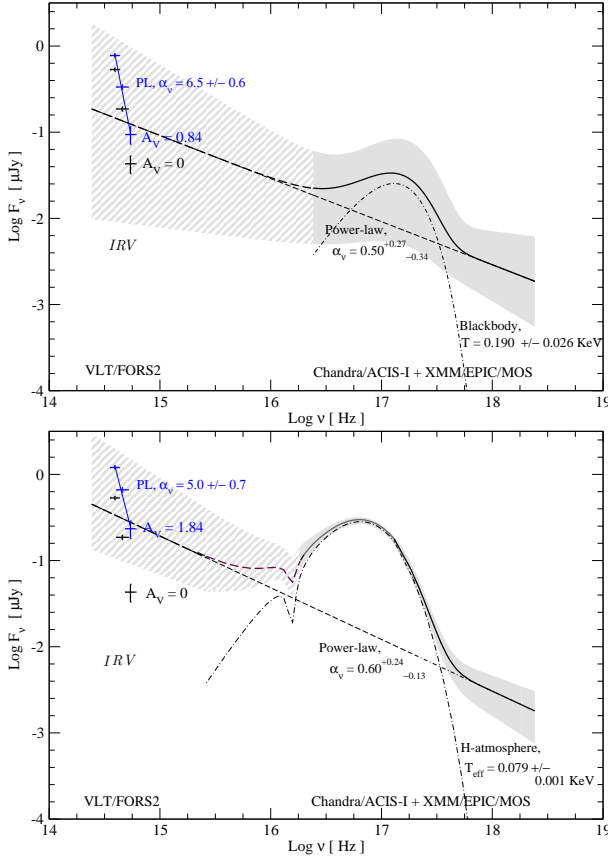 0
PL, α_ν = 6.5 +/- 0.6
-1
A_V = 0.84
A_V = 0
Log F_ν [ μJy ]
-2
IRV
Power-law,
α_ν = 0.50^{+0.27}_{-0.34}
-3
Blackbody,
T = 0.190 +/- 0.026 KeV
VLT/FORS2 Chandra/ACIS-I + XMM/EPIC/MOS
-4
14 15 16 17 18 19
Log ν [ Hz ]
0
PL, α_ν = 5.0 +/- 0.7
A_V = 1.84
-1
A_V = 0
Log F_ν [ μJy ]
-2
IRV
Power-law,
α_ν = 0.60^{+0.24}_{-0.13}
-3
H-atmosphere,
T_eff = 0.079 +/-
0.001 KeV
VLT/FORS2 Chandra/ACIS-I + XMM/EPIC/MOS
-4
14 15 16 17 18 19
Log ν [ Hz ]